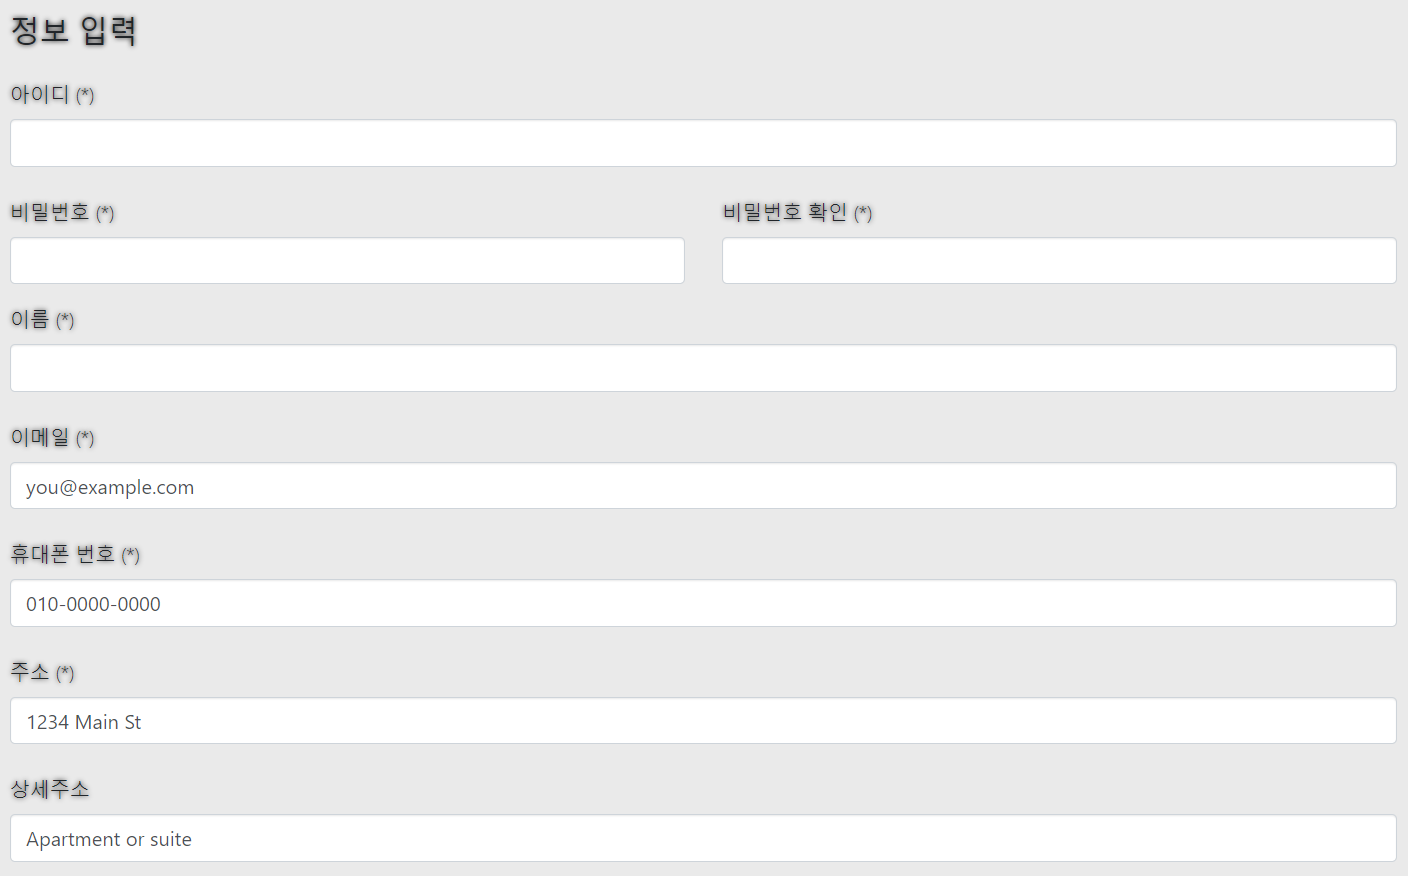 정보 입력
아이디 (*)
비밀번호 (*) 비밀번호 확인 (*)
이름 (*)
이메일 (*)
you@example.com
휴대폰 번호 (*)
010-0000-0000
주소 (*)
1234 Main St
상세주소
Apartment or suite